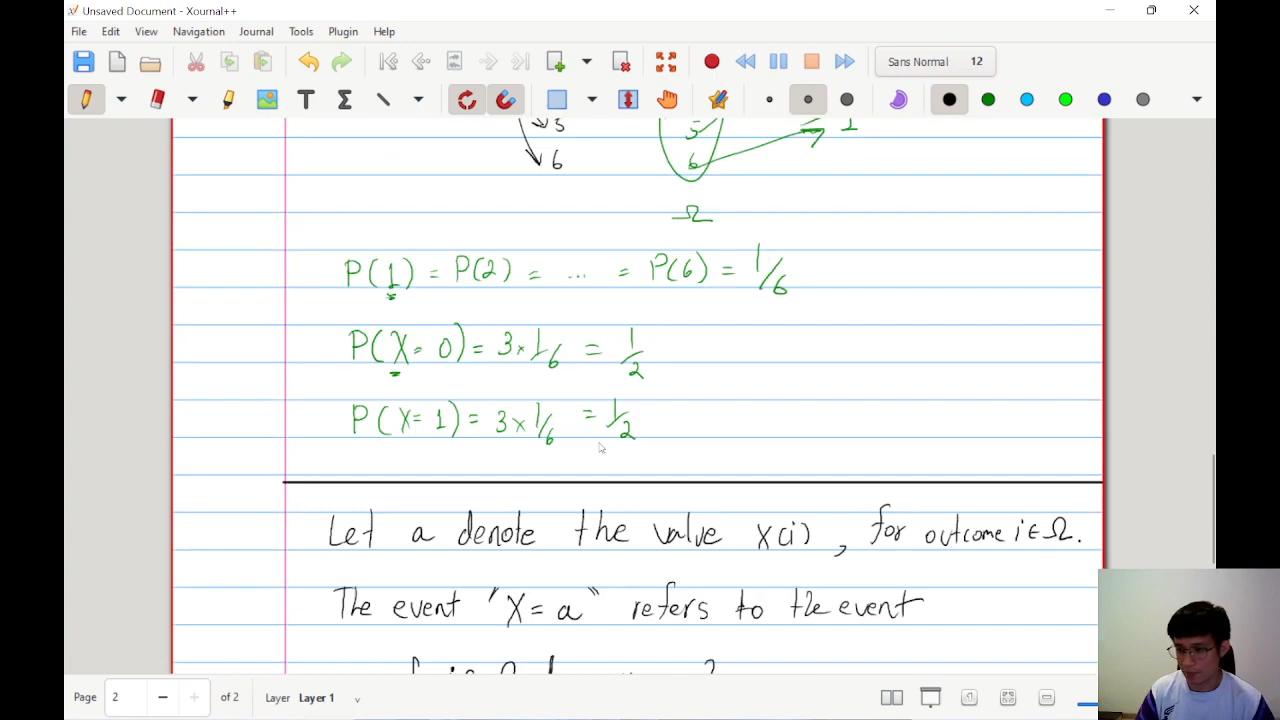 Unsaved Document - Xournal++
File Edit View Navigation Journal Tools Plugin Help
Sans Normal 12
5 5 1
6 6
Ω
P(1) = P(2) = ... = P(6) = 1/6
P(X = 0) = 3 × 1/6 = 1/2
P(X = 1) = 3 × 1/6 = 1/2
Let a denote the value X(i), for outcome i ∈ Ω.
The event "X = a" refers to the event
Page 2 of 2 Layer Layer 1